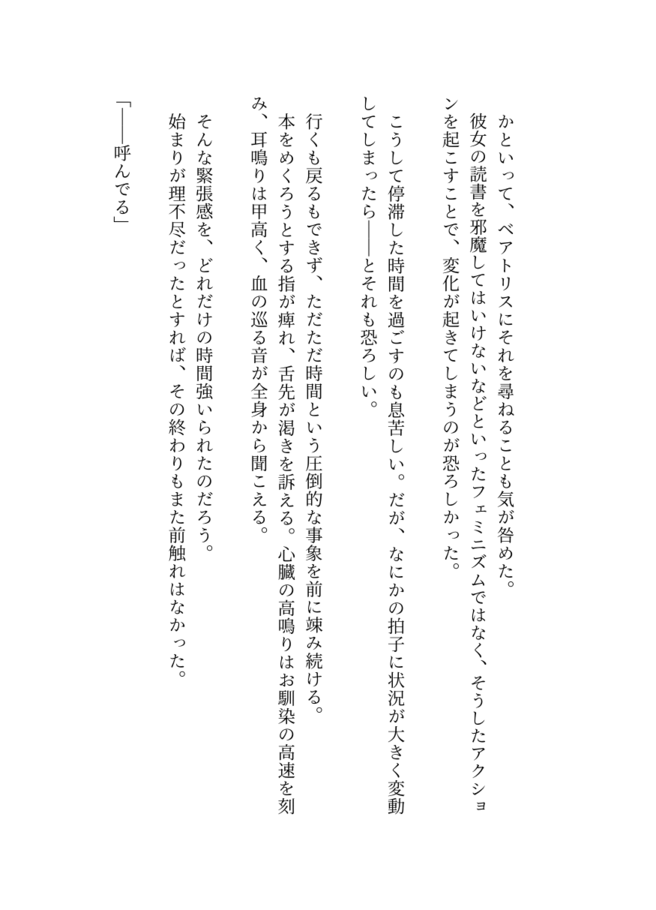 かといって、ベアトリスにそれを尋ねることも気が咎めた。
彼女の読書を邪魔してはいけないなどといったフェミニズムではなく、そうしたアクショ
ンを起こすことで、変化が起きてしまうのが恐ろしかった。
こうして停滞した時間を過ごすのも息苦しい。だが、なにかの拍子に状況が大きく変動
してしまったら――とそれも恐ろしい。
行くも戻るもできず、ただただ時間という圧倒的な事象を前に竦み続ける。
本をめくろうとする指が痺れ、舌先が渇きを訴える。心臓の高鳴りはお馴染の高速を刻
み、耳鳴りは甲高く、血の巡る音が全身から聞こえる。
そんな緊張感を、どれだけの時間強いられたのだろう。
始まりが理不尽だったとすれば、その終わりもまた前触れはなかった。
「――呼んでる」